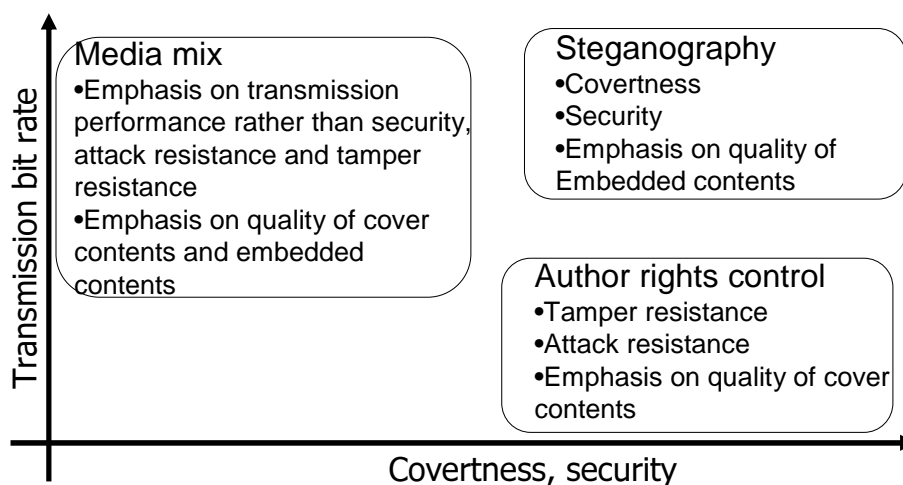 Transmission bit rate
Media mix
•Emphasis on transmission
performance rather than security,
attack resistance and tamper
resistance
•Emphasis on quality of cover
contents and embedded
contents
Steganography
•Covertness
•Security
•Emphasis on quality of
Embedded contents
Author rights control
•Tamper resistance
•Attack resistance
•Emphasis on quality of cover
contents
Covertness, security